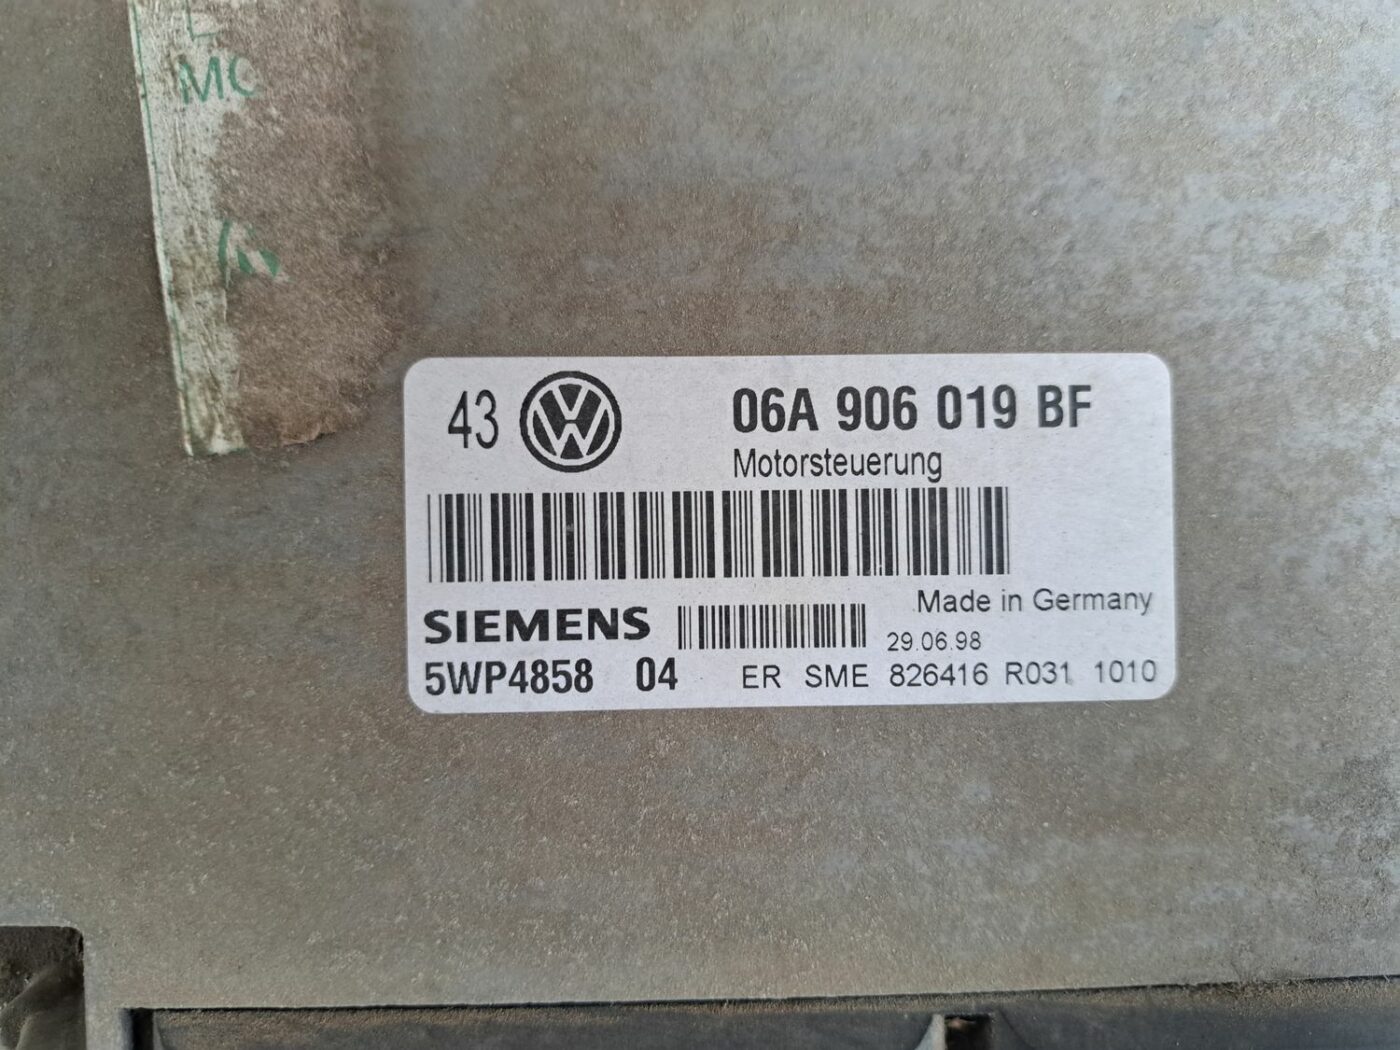 MC
43 06A 906 019 BF
Motorsteuerung
Made in Germany
SIEMENS 29.06.98
5WP4858 04 ER SME 826416 R031 1010